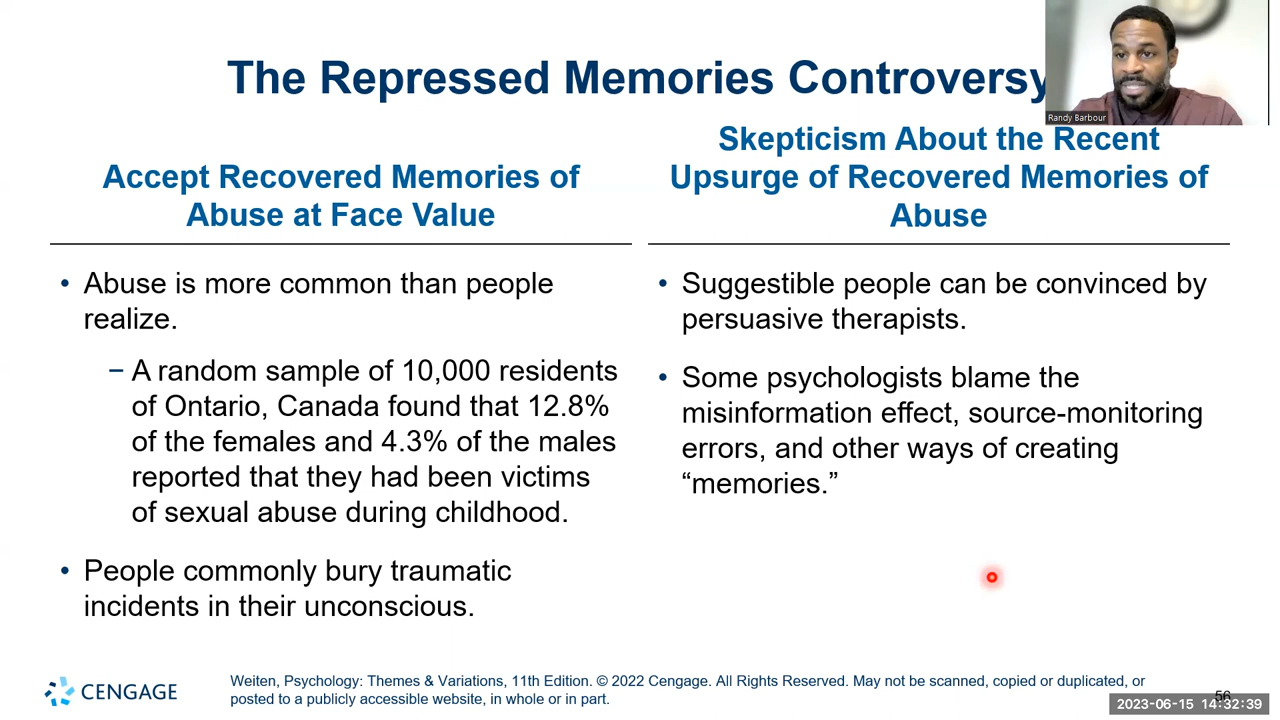 The Repressed Memories Controversy
Randy Barbour
Accept Recovered Memories of
Abuse at Face Value
• Abuse is more common than people
realize.
– A random sample of 10,000 residents
of Ontario, Canada found that 12.8%
of the females and 4.3% of the males
reported that they had been victims
of sexual abuse during childhood.
• People commonly bury traumatic
incidents in their unconscious.
Skepticism About the Recent
Upsurge of Recovered Memories of
Abuse
• Suggestible people can be convinced by
persuasive therapists.
• Some psychologists blame the
misinformation effect, source-monitoring
errors, and other ways of creating
“memories.”
CENGAGE
Weiten, Psychology: Themes & Variations, 11th Edition. © 2022 Cengage. All Rights Reserved. May not be scanned, copied or duplicated, or
posted to a publicly accessible website, in whole or in part.
56
2023-06-15 14:32:39